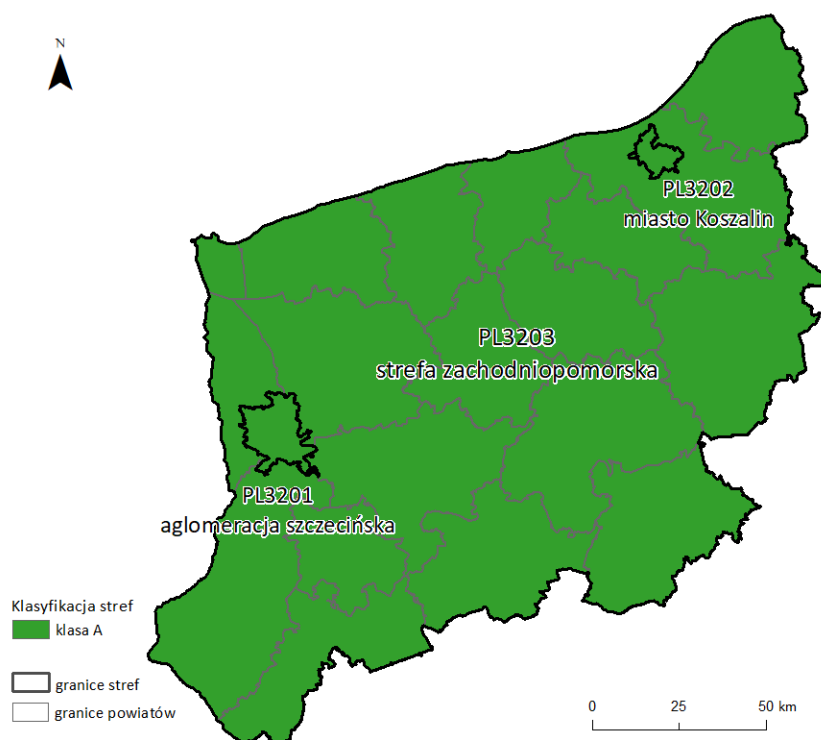 N
PL3202
miasto Koszalin
PL3203
strefa zachodniopomorska
PL3201
aglomeracja szczecińska
Klasyfikacja stref
klasa A
granice stref
granice powiatów
0 25 50 km